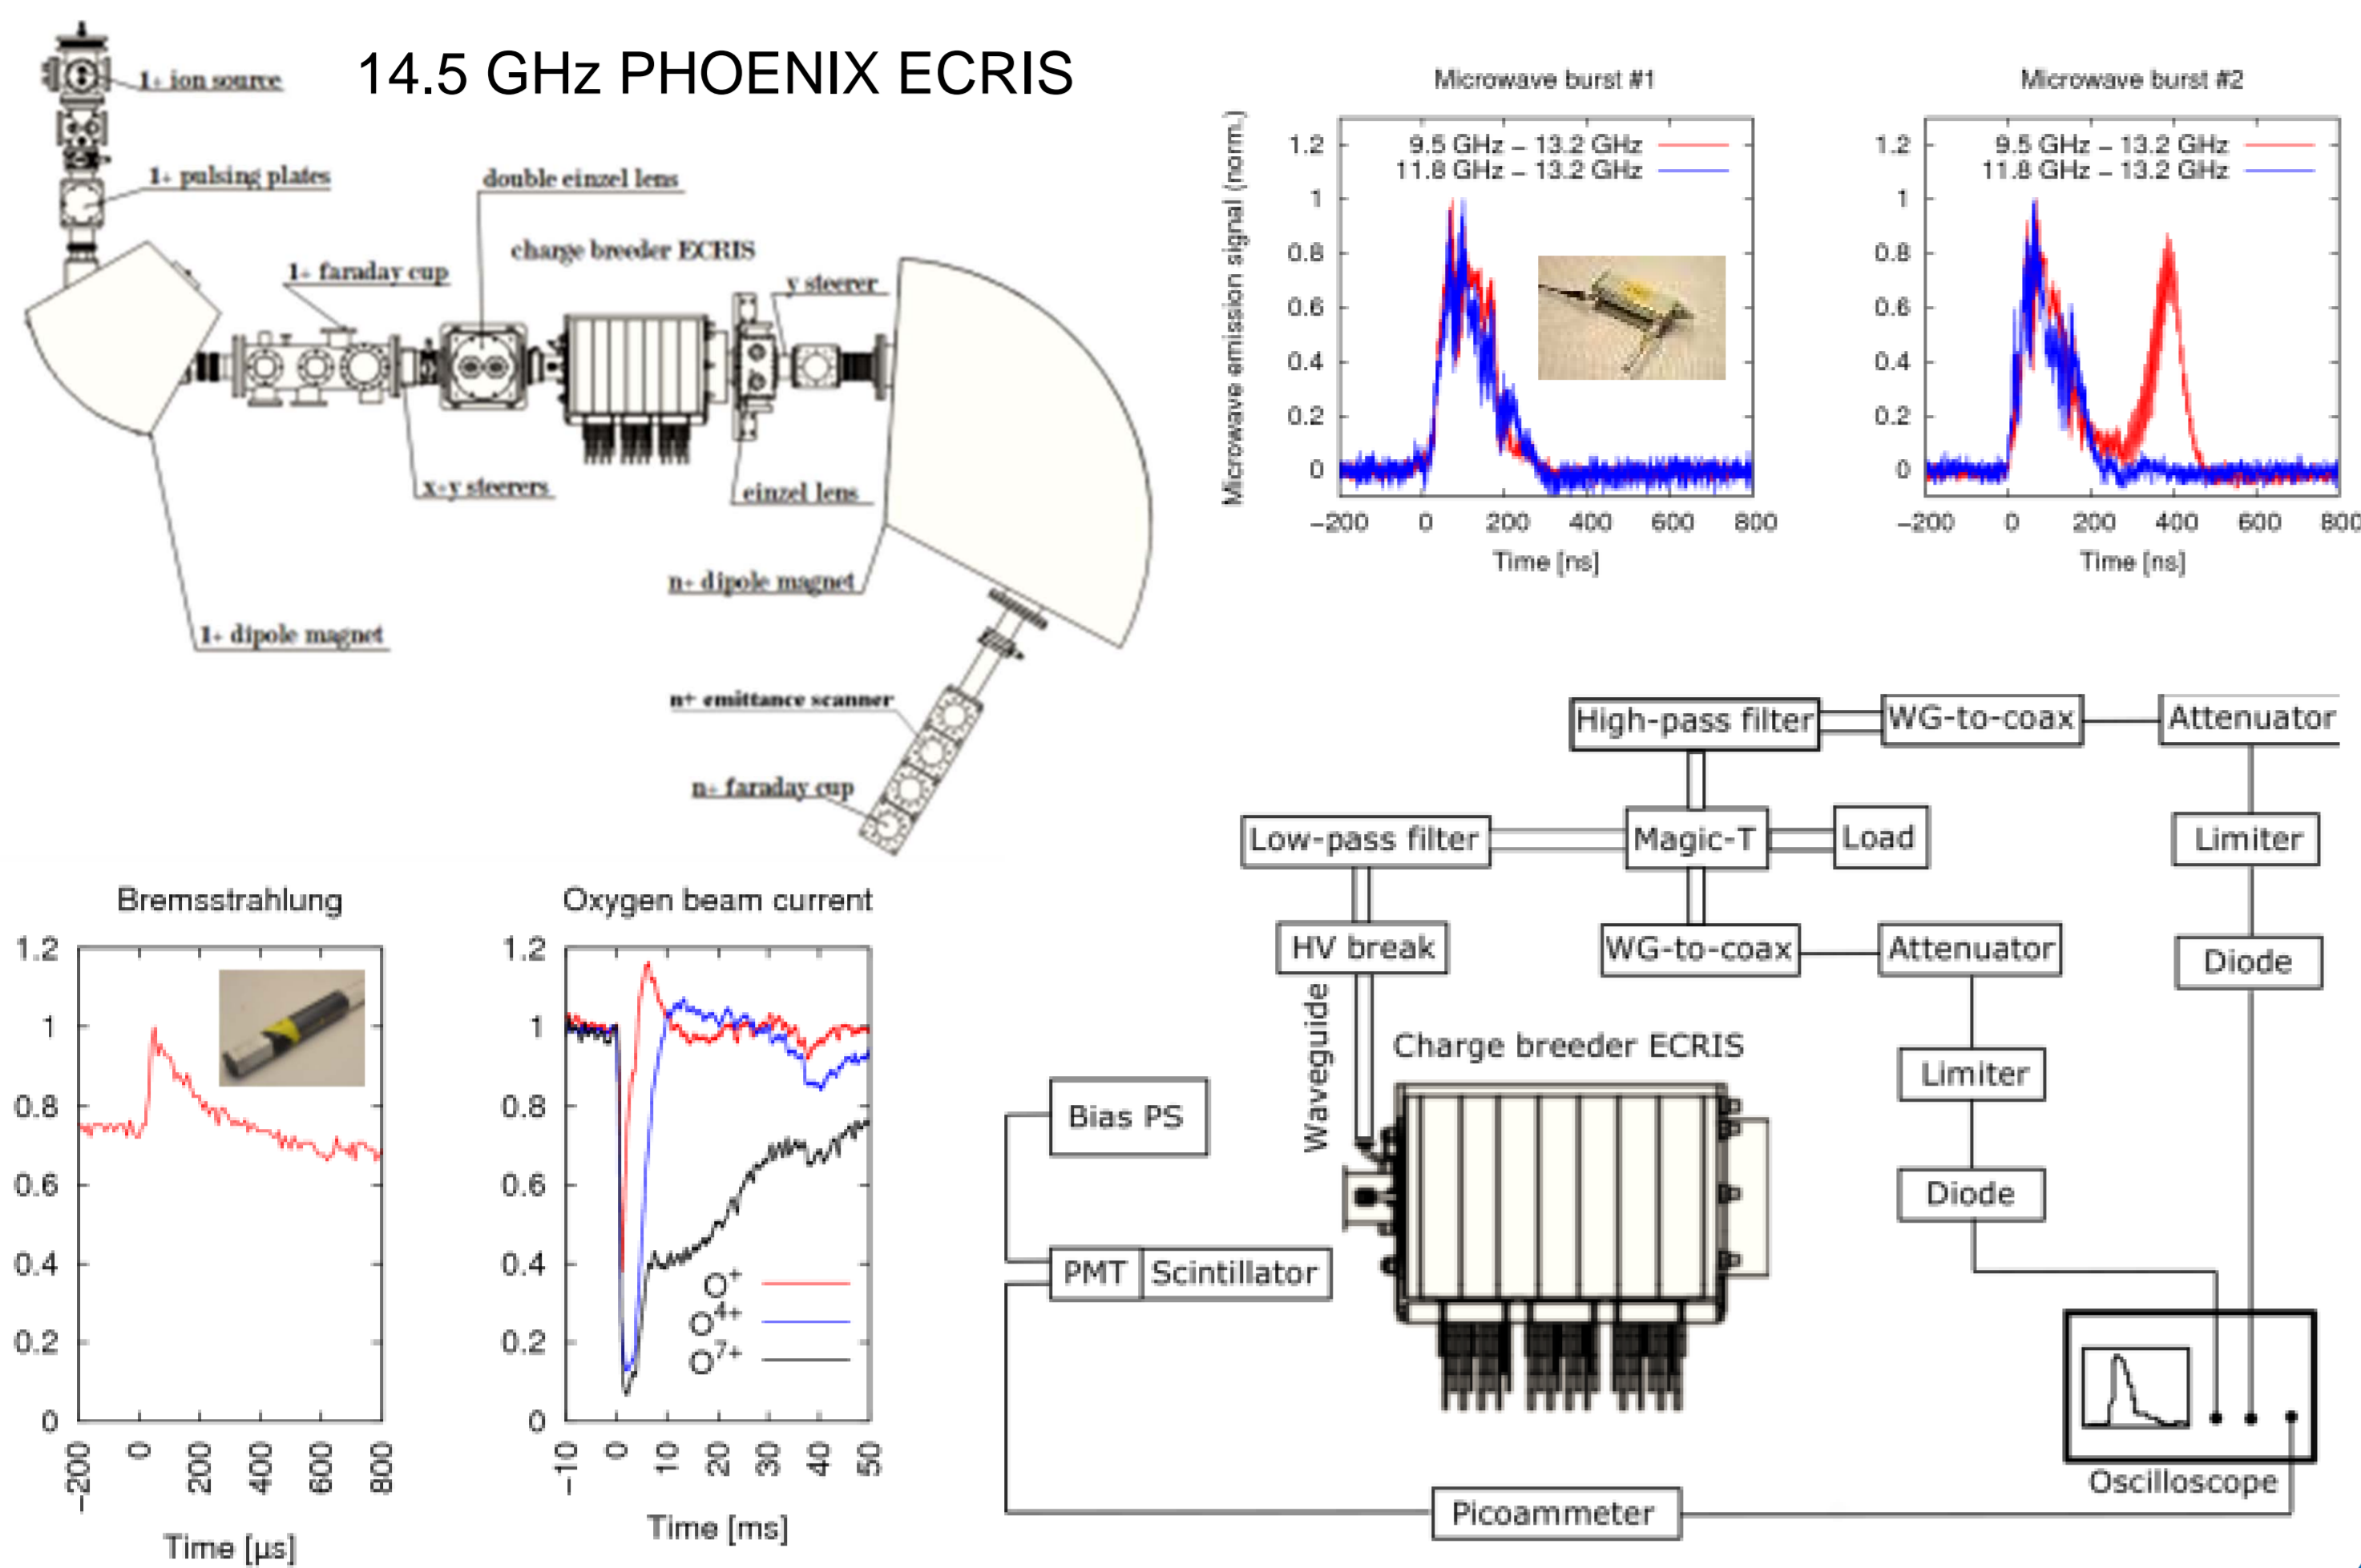 14.5 GHz PHOENIX ECRIS
1+ ion source
1+ pulsing plates
double einzel lens
charge breeder ECRIS
1+ faraday cup
y steerer
x+y steerers
einzel lens
n+ dipole magnet
1+ dipole magnet
n+ emittance scanner
n+ faraday cup
Microwave burst #1
Microwave emission signal (norm.)
1.2
1
0.8
0.6
0.4
0.2
0
9.5 GHz – 13.2 GHz
11.8 GHz – 13.2 GHz
−200 0 200 400 600 800
Time [ns]
Microwave burst #2
1.2
1
0.8
0.6
0.4
0.2
0
9.5 GHz – 13.2 GHz
11.8 GHz – 13.2 GHz
−200 0 200 400 600 800
Time [ns]
Bremsstrahlung
1.2
1
0.8
0.6
0.4
0.2
0
−200 0 200 400 600 800
Time [µs]
Oxygen beam current
1.2
1
0.8
0.6
0.4
0.2
0
O+
O4+
O7+
−10 0 10 20 30 40 50
Time [ms]
High-pass filter
WG-to-coax
Attenuator
Low-pass filter
Magic-T
Load
Limiter
HV break
WG-to-coax
Attenuator
Diode
Waveguide
Charge breeder ECRIS
Limiter
Bias PS
Diode
PMT
Scintillator
Oscilloscope
Picoammeter